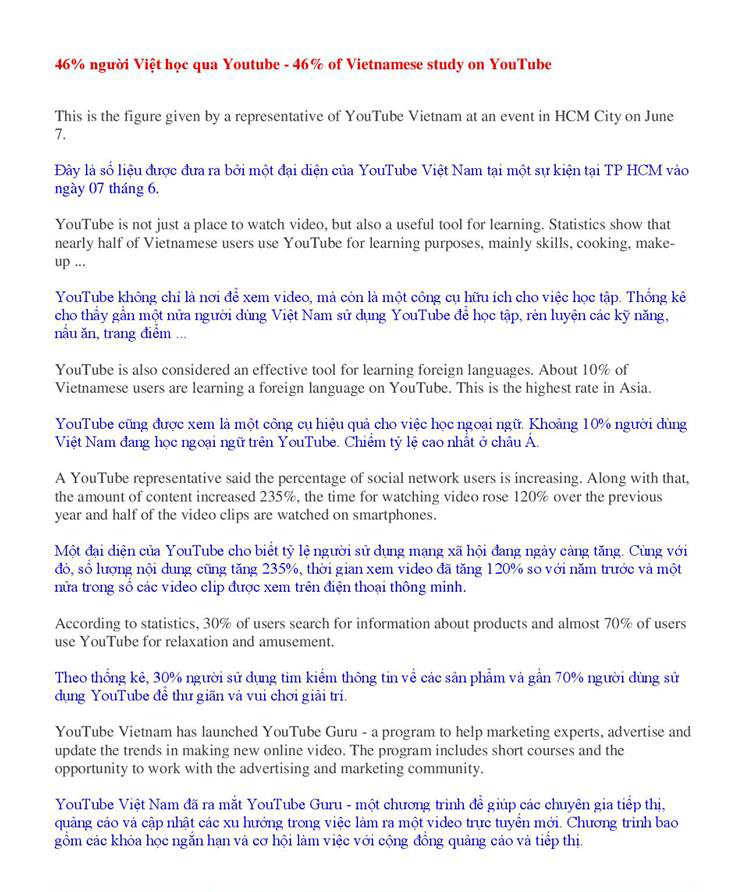 46% người Việt học qua Youtube - 46% of Vietnamese study on YouTube
This is the figure given by a representative of YouTube Vietnam at an event in HCM City on June
7.
Đây là số liệu được đưa ra bởi một đại diện của YouTube Việt Nam tại một sự kiện tại TP HCM vào
ngày 07 tháng 6.
YouTube is not just a place to watch video, but also a useful tool for learning. Statistics show that
nearly half of Vietnamese users use YouTube for learning purposes, mainly skills, cooking, make-
up ...
YouTube không chỉ là nơi để xem video, mà còn là một công cụ hữu ích cho việc học tập. Thống kê
cho thấy gần một nửa người dùng Việt Nam sử dụng YouTube để học tập, rèn luyện các kỹ năng,
nấu ăn, trang điểm ...
YouTube is also considered an effective tool for learning foreign languages. About 10% of
Vietnamese users are learning a foreign language on YouTube. This is the highest rate in Asia.
YouTube cũng được xem là một công cụ hiệu quả cho việc học ngoại ngữ. Khoảng 10% người dùng
Việt Nam đang học ngoại ngữ trên YouTube. Chiếm tỷ lệ cao nhất ở châu Á.
A YouTube representative said the percentage of social network users is increasing. Along with that,
the amount of content increased 235%, the time for watching video rose 120% over the previous
year and half of the video clips are watched on smartphones.
Một đại diện của YouTube cho biết tỷ lệ người sử dụng mạng xã hội đang ngày càng tăng. Cùng với
đó, số lượng nội dung cũng tăng 235%, thời gian xem video đã tăng 120% so với năm trước và một
nửa trong số các video clip được xem trên điện thoại thông minh.
According to statistics, 30% of users search for information about products and almost 70% of users
use YouTube for relaxation and amusement.
Theo thống kê, 30% người sử dụng tìm kiếm thông tin về các sản phẩm và gần 70% người dùng sử
dụng YouTube để thư giãn và vui chơi giải trí.
YouTube Vietnam has launched YouTube Guru - a program to help marketing experts, advertise and
update the trends in making new online video. The program includes short courses and the
opportunity to work with the advertising and marketing community.
YouTube Việt Nam đã ra mắt YouTube Guru - một chương trình để giúp các chuyên gia tiếp thị,
quảng cáo và cập nhật các xu hướng trong việc làm ra một video trực tuyến mới. Chương trình bao
gồm các khóa học ngắn hạn và cơ hội làm việc với cộng đồng quảng cáo và tiếp thị.